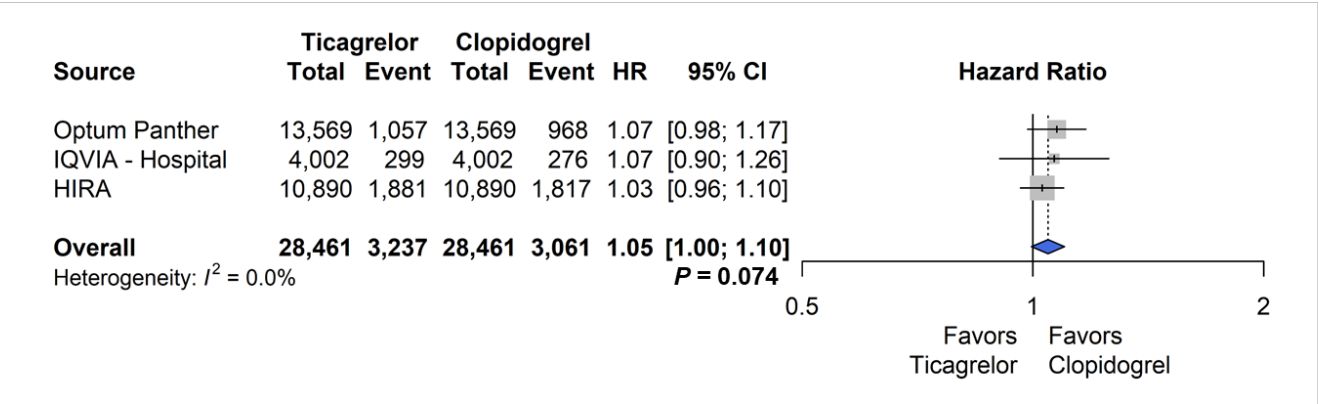 Ticagrelor Clopidogrel
Source Total Event Total Event HR 95% CI Hazard Ratio
Optum Panther 13,569 1,057 13,569 968 1.07 [0.98; 1.17]
IQVIA - Hospital 4,002 299 4,002 276 1.07 [0.90; 1.26]
HIRA 10,890 1,881 10,890 1,817 1.03 [0.96; 1.10]
Overall 28,461 3,237 28,461 3,061 1.05 [1.00; 1.10]
Heterogeneity: I² = 0.0% P = 0.074
0.5 1 2
Favors Favors
Ticagrelor Clopidogrel